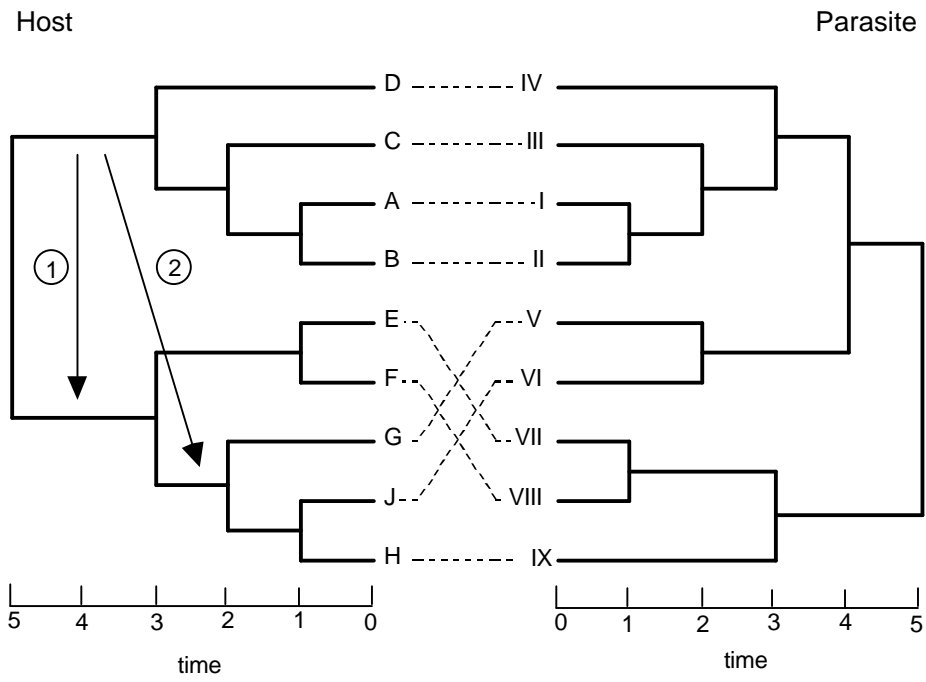 Host Parasite
D IV
C III
A I
B II
1 2
E V
F VI
G VII
J VIII
H IX
5 4 3 2 1 0 0 1 2 3 4 5
time time